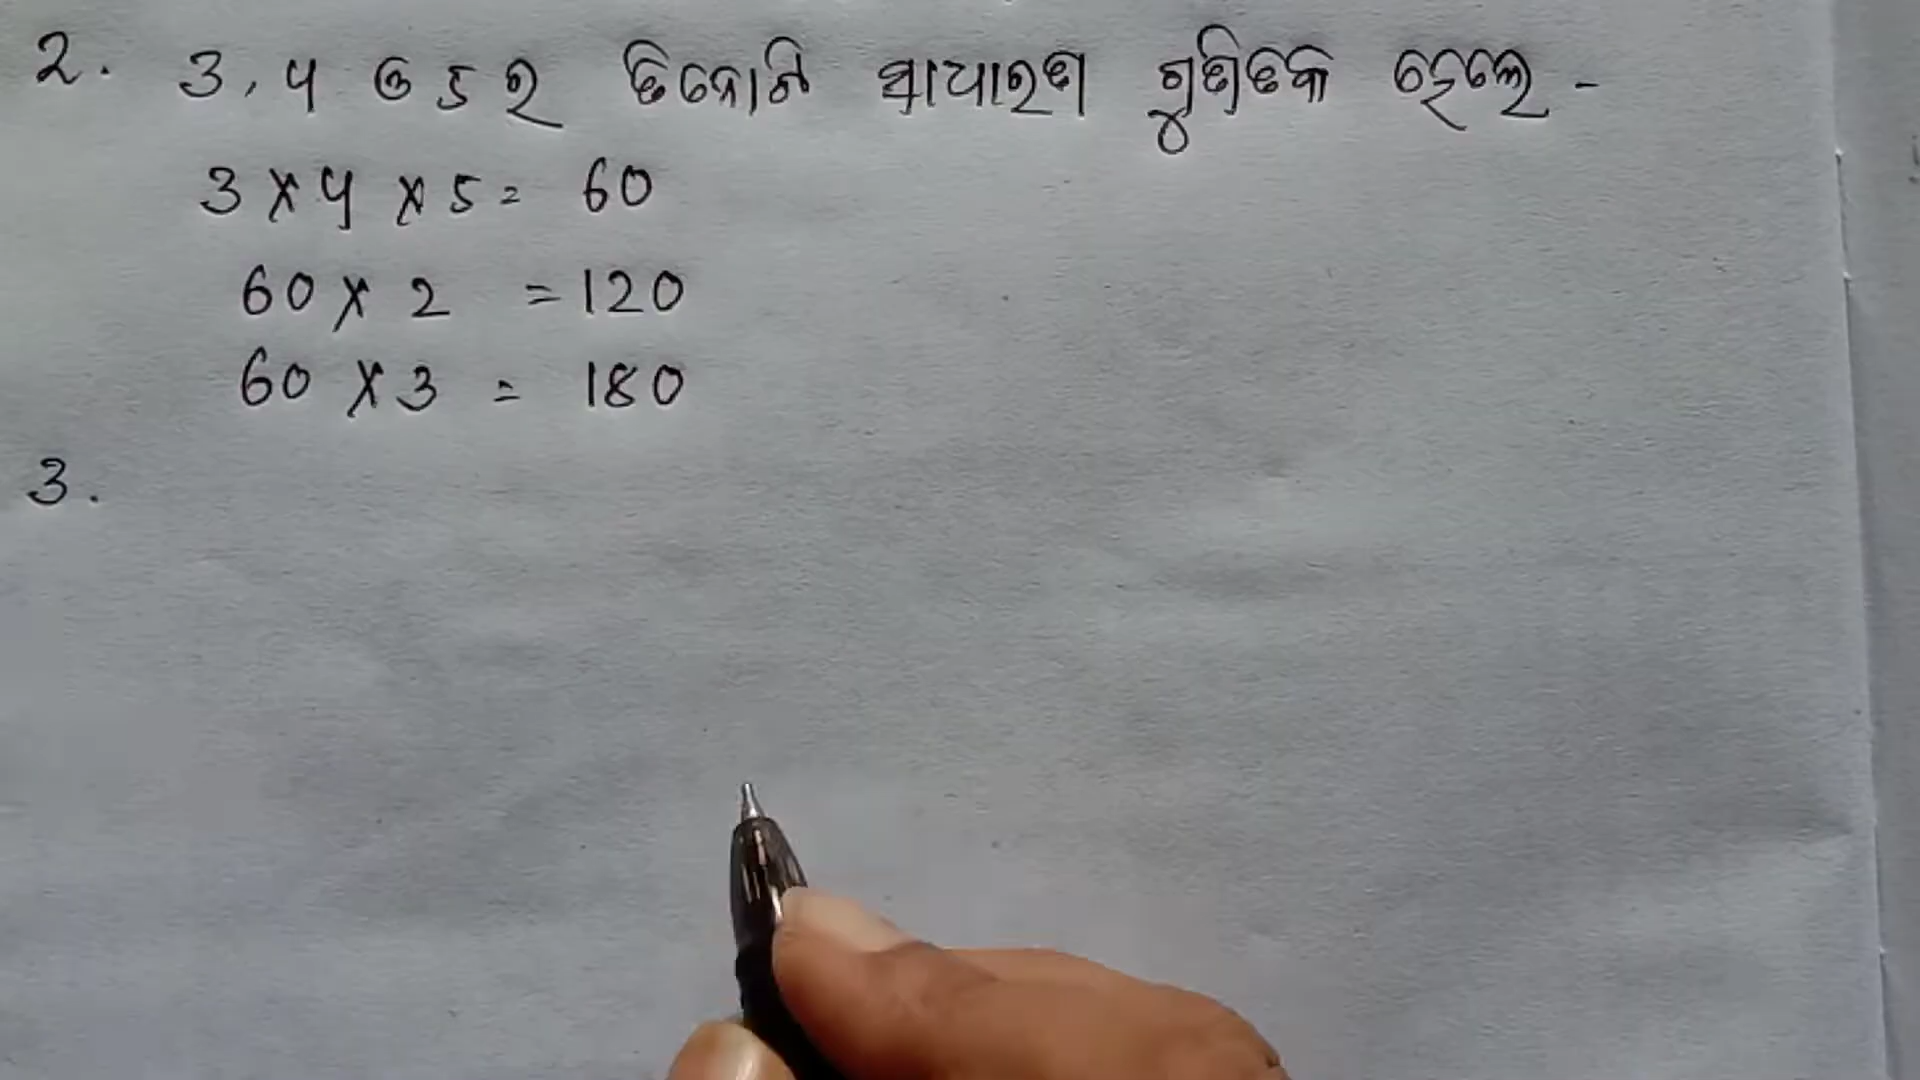 2. 3, 4 ଓ 5 ର ତିନୋଟି ସାଧାରଣ ଗୁଣିତକ ହେଲେ -
3 x 4 x 5 = 60
60 x 2 = 120
60 x 3 = 180
3.